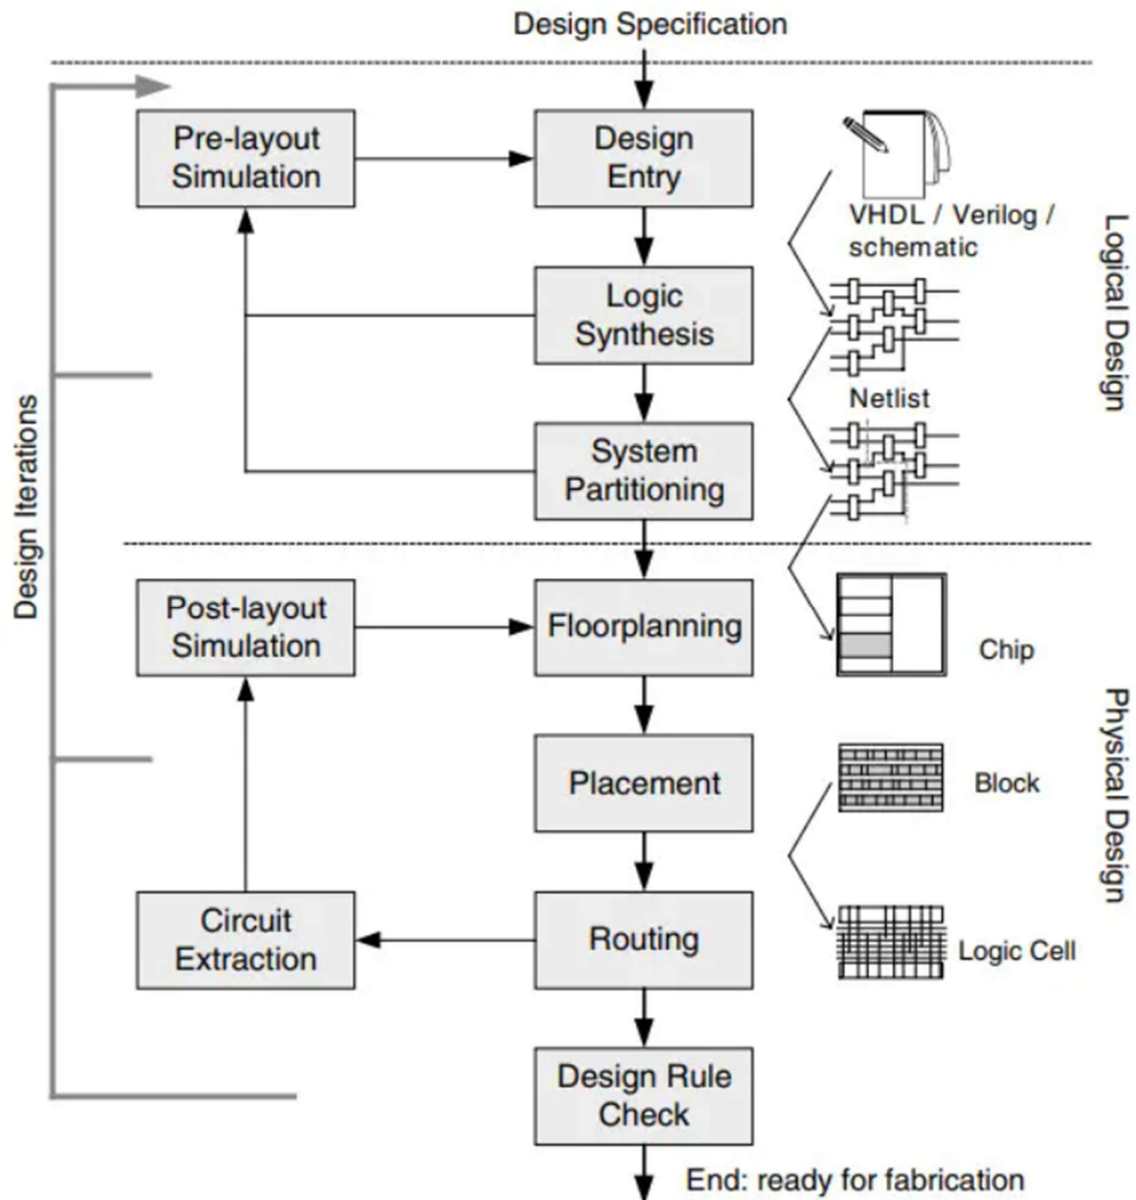 Design Specification
Pre-layout
Simulation
Design
Entry
VHDL / Verilog /
schematic
Logic
Synthesis
Netlist
System
Partitioning
Logical Design
Design Iterations
Post-layout
Simulation
Floorplanning
Chip
Placement
Block
Physical Design
Circuit
Extraction
Routing
Logic Cell
Design Rule
Check
End: ready for fabrication